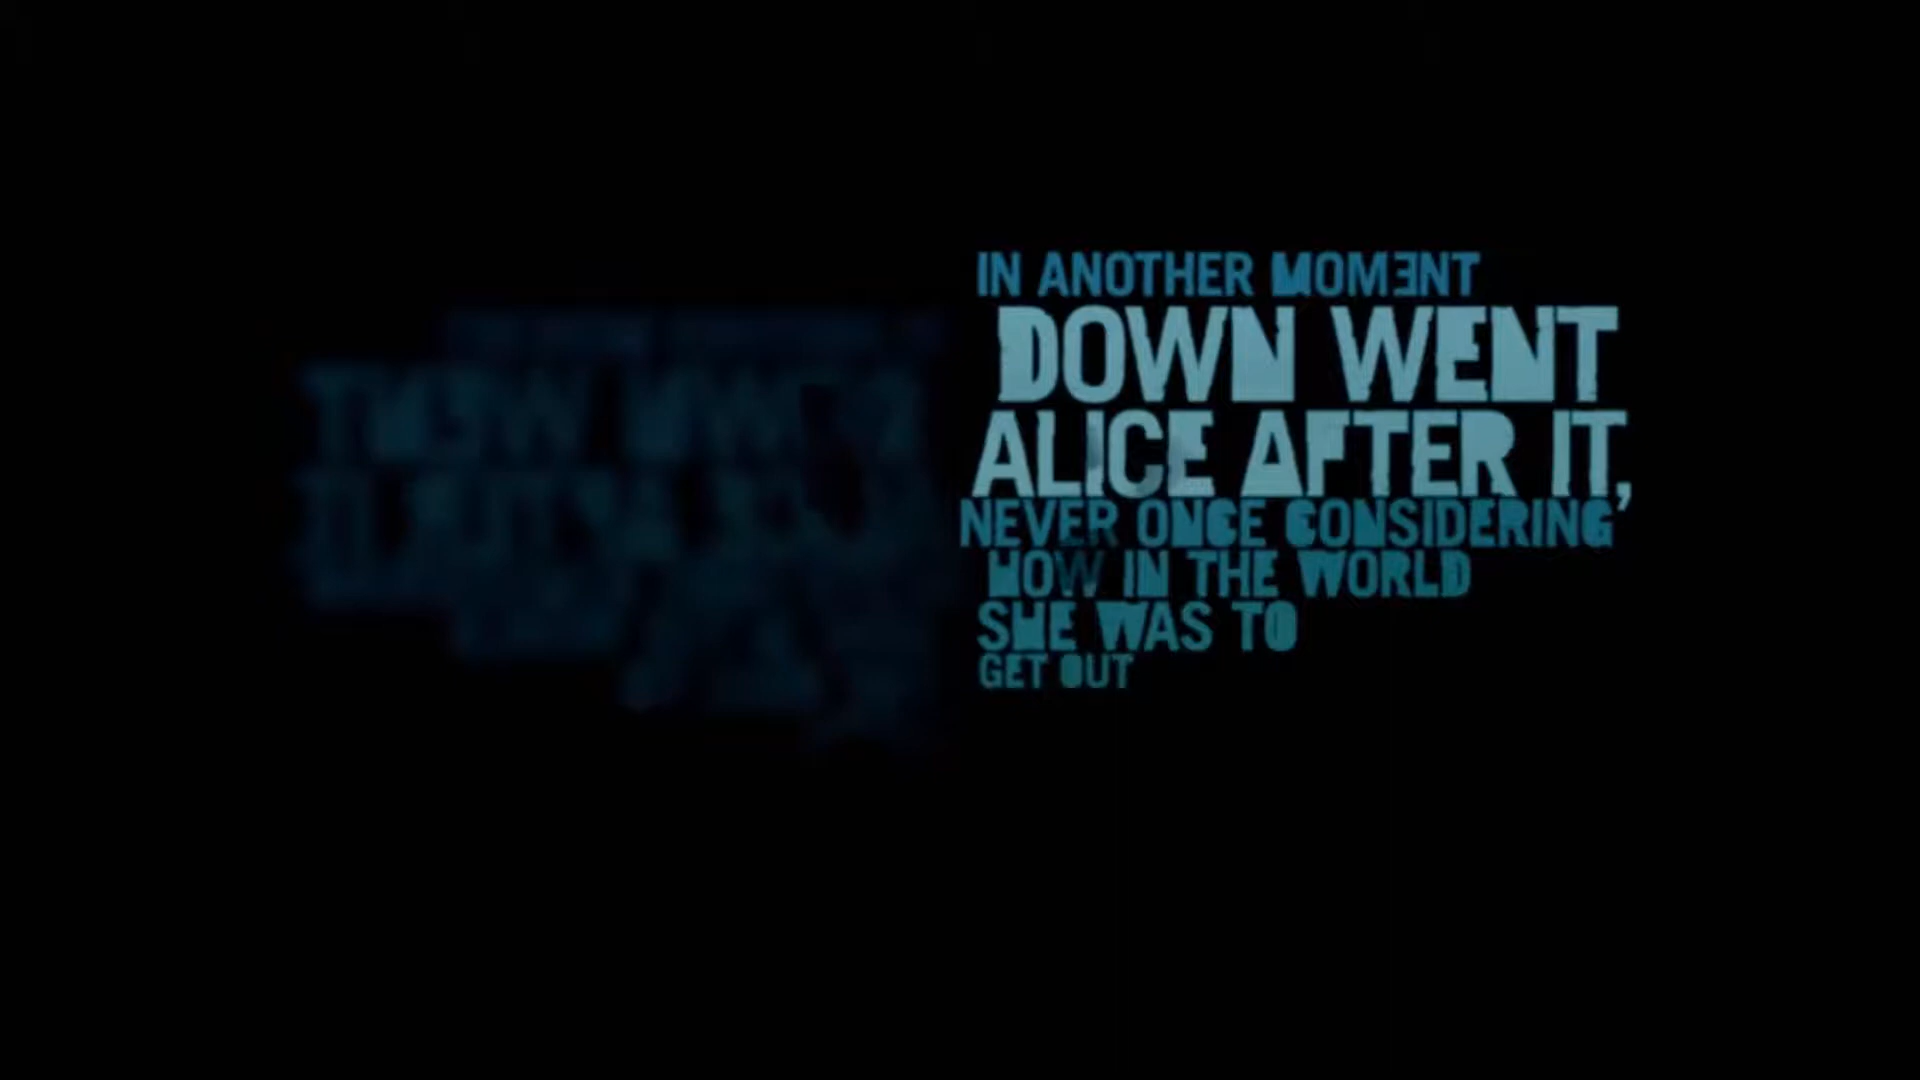 IN ANOTHER MOMENT
DOWN WENT
ALICE AFTER IT,
NEVER ONCE CONSIDERING
HOW IN THE WORLD
SHE WAS TO
GET OUT